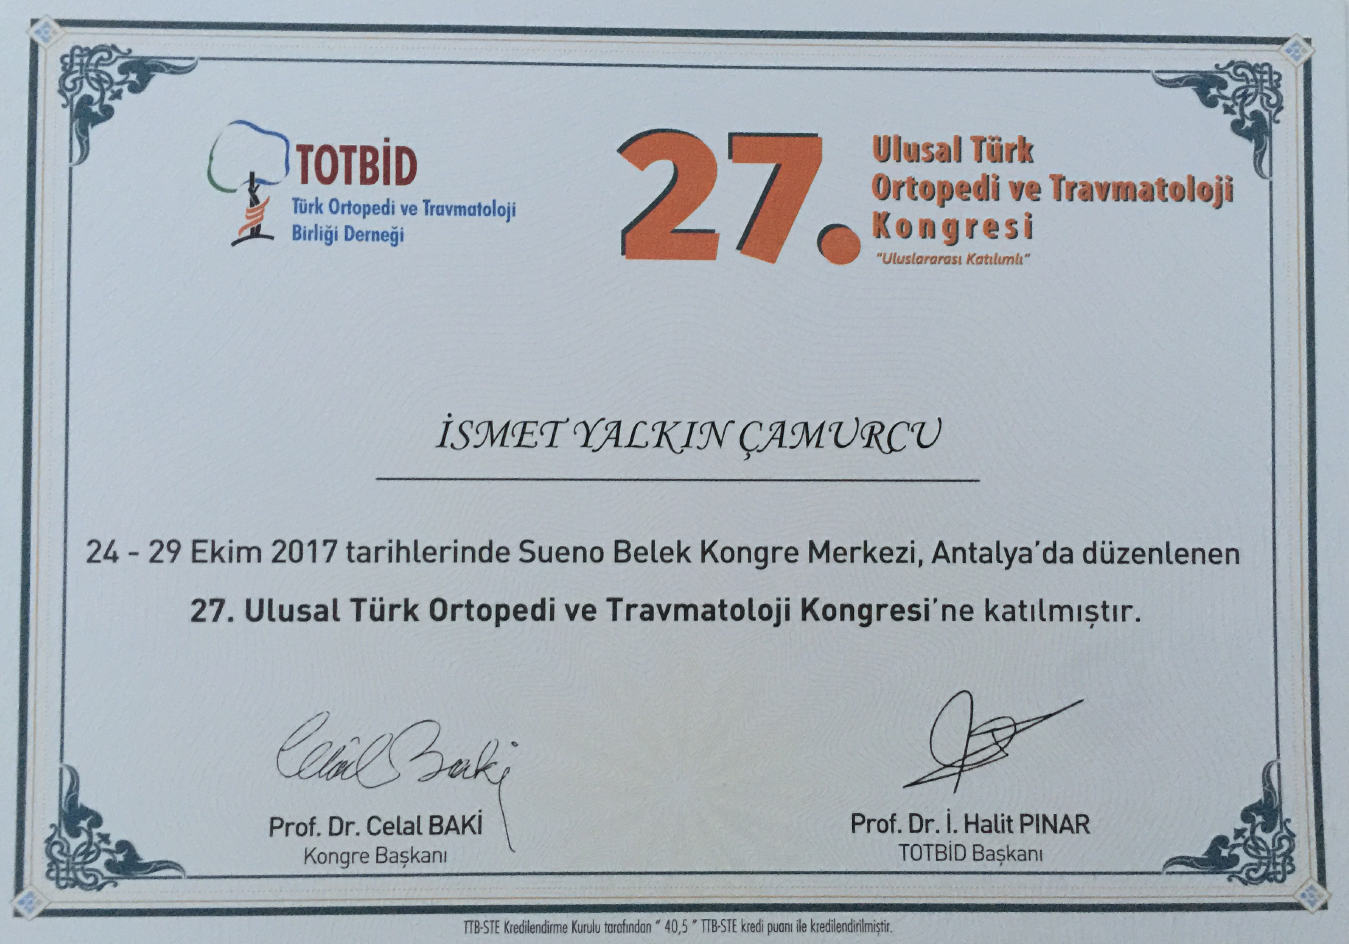 TOTBİD
Türk Ortopedi ve Travmatoloji
Birliği Derneği
27.
Ulusal Türk
Ortopedi ve Travmatoloji
Kongresi
"Uluslararası Katılımlı"
İSMET YALKIN ÇAMURCU
24 - 29 Ekim 2017 tarihlerinde Sueno Belek Kongre Merkezi, Antalya'da düzenlenen
27. Ulusal Türk Ortopedi ve Travmatoloji Kongresi'ne katılmıştır.
Celâl Baki
Prof. Dr. Celal BAKİ
Kongre Başkanı
Prof. Dr. İ. Halit PINAR
TOTBİD Başkanı
TTB-STE Kredilendirme Kurulu tarafından " 40,5 " TTB-STE kredi puanı ile kredilendirilmiştir.